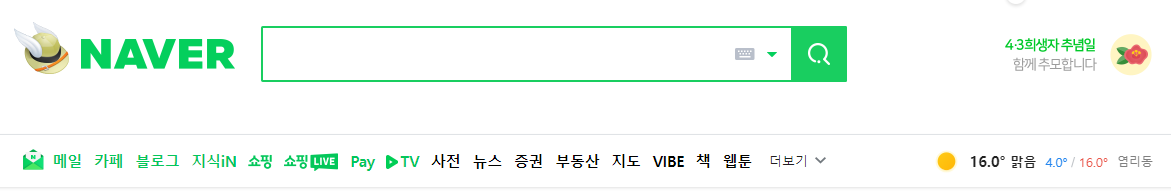 NAVER
4·3희생자 추념일
함께 추모합니다
N 메일 카페 블로그 지식iN 쇼핑 쇼핑LIVE Pay TV 사전 뉴스 증권 부동산 지도 VIBE 책 웹툰 더보기 16.0° 맑음 4.0° / 16.0° 염리동